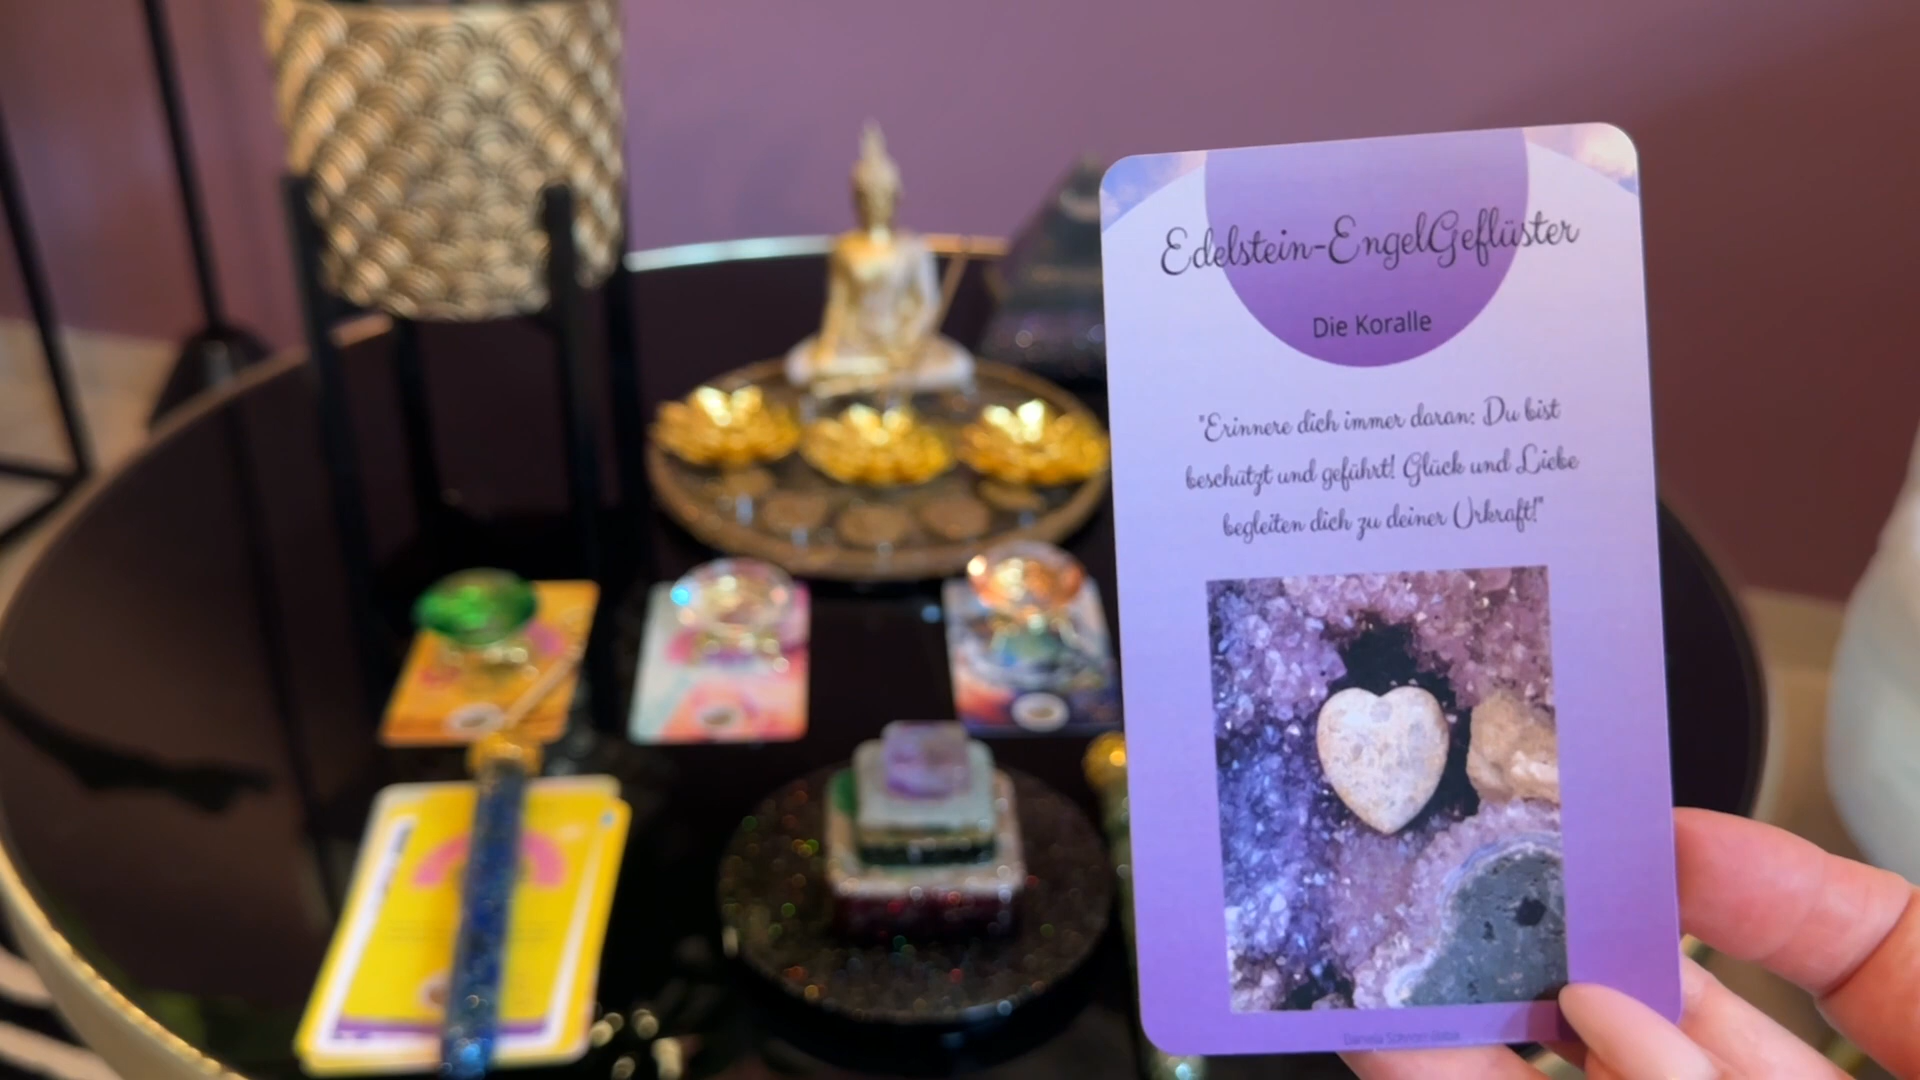 Edelstein-EngelGeflüster
Die Koralle
"Erinnere dich immer daran: Du bist
beschützt und geführt! Glück und Liebe
begleiten dich zu deiner Urkraft!"
Daniela